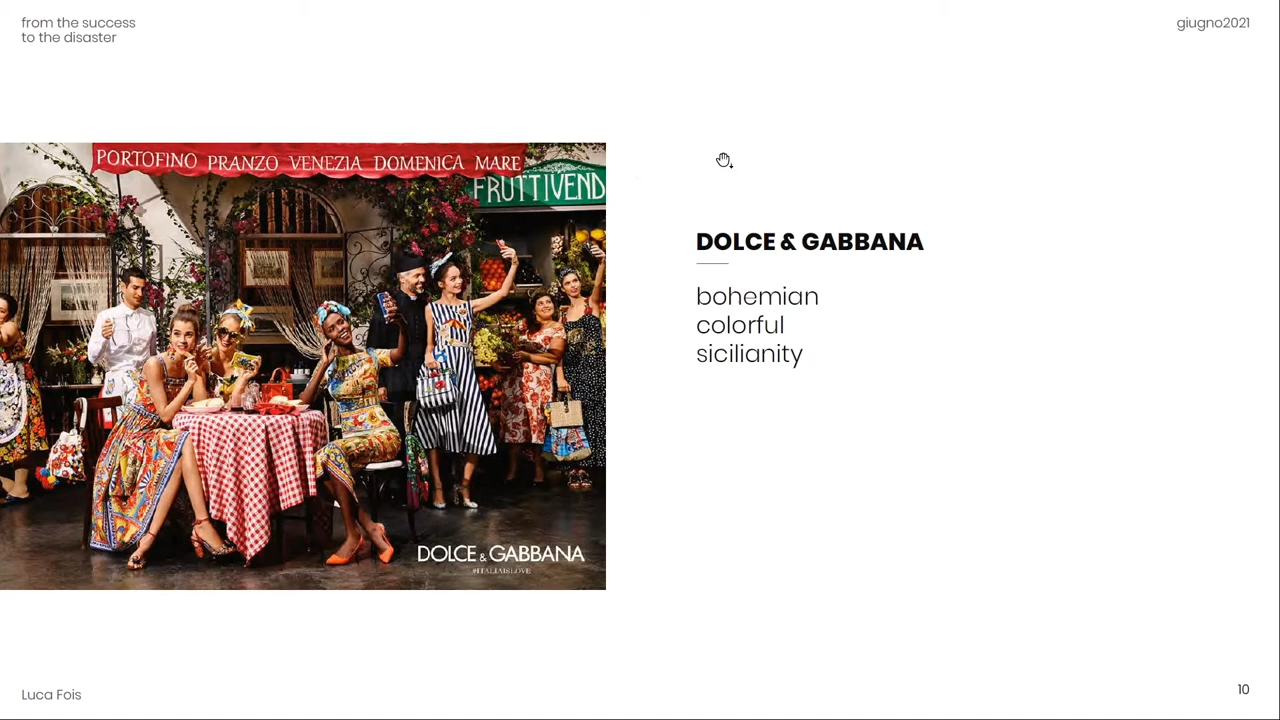 from the success
to the disaster
giugno2021
PORTOFINO PRANZO VENEZIA DOMENICA MARE
FRUTTIVEND
DOLCE & GABBANA
#ITALIAISLOVE
DOLCE & GABBANA
bohemian
colorful
sicilianity
Luca Fois
10